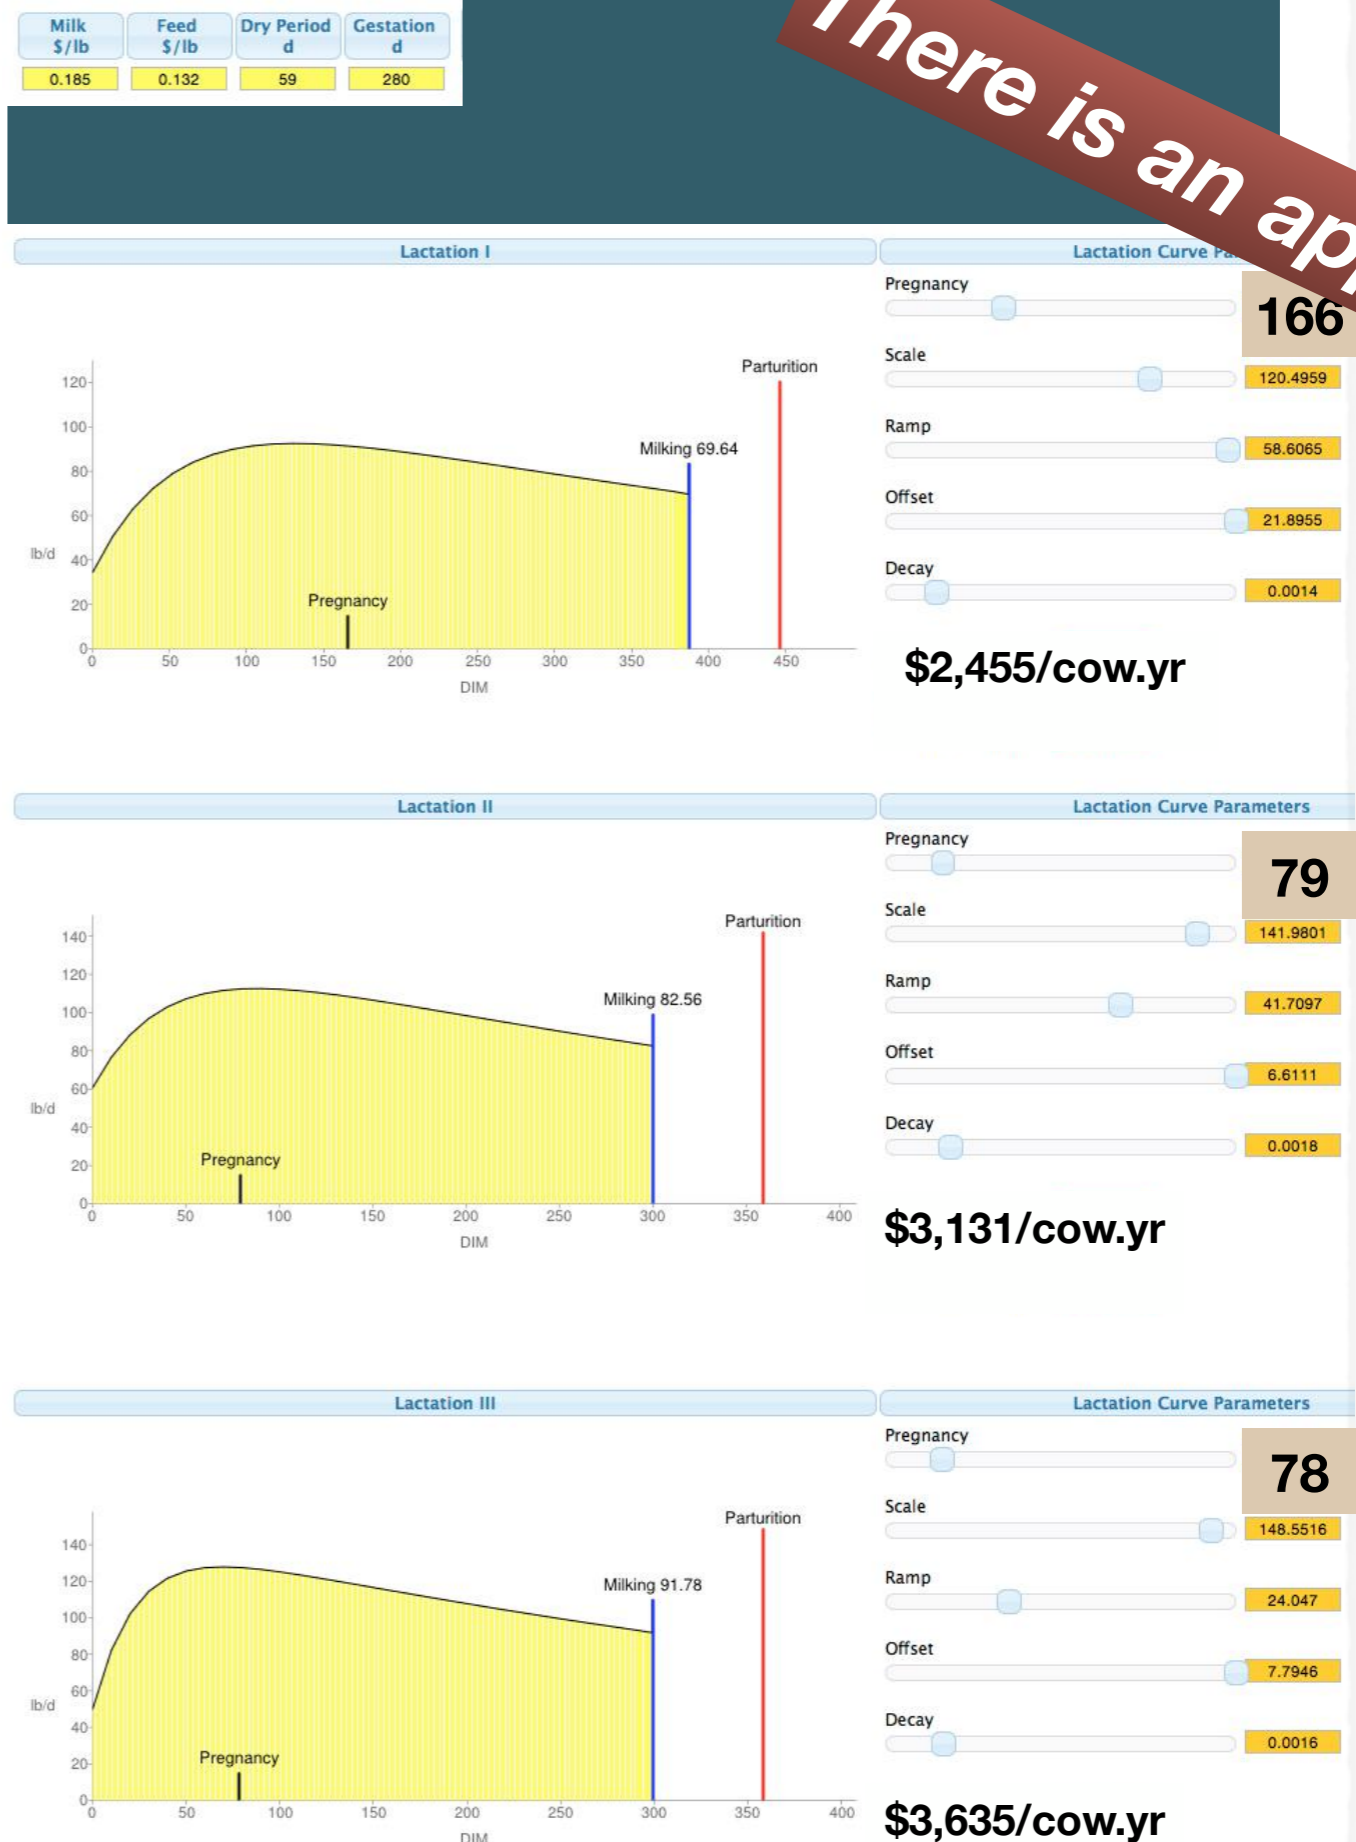 Milk Feed Dry Period Gestation
$/lb $/lb d d
0.185 0.132 59 280
There is an
Lactation I
Lactation Curve
Pregnancy
166
Scale
120.4959
Ramp
58.6065
Offset
21.8955
Decay
0.0014
$2,455/cow.yr
Parturition
Milking 69.64
Pregnancy
lb/d
120
100
80
60
40
20
0
0 50 100 150 200 250 300 350 400 450
DIM
Lactation II
Lactation Curve Parameters
Pregnancy
79
Scale
141.9801
Ramp
41.7097
Offset
6.6111
Decay
0.0018
$3,131/cow.yr
Parturition
Milking 82.56
Pregnancy
lb/d
140
120
100
80
60
40
20
0
0 50 100 150 200 250 300 350 400
DIM
Lactation III
Lactation Curve Parameters
Pregnancy
78
Scale
148.5516
Ramp
24.047
Offset
7.7946
Decay
0.0016
$3,635/cow.yr
Parturition
Milking 91.78
Pregnancy
lb/d
140
120
100
80
60
40
20
0
0 50 100 150 200 250 300 350 400
DIM